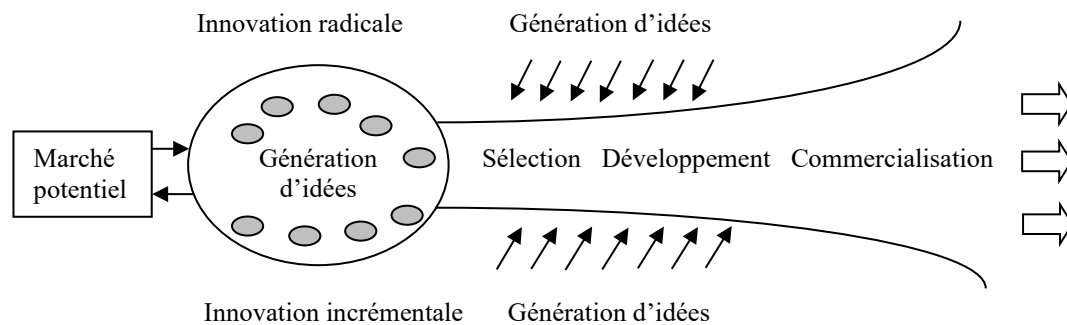 Innovation radicale
Génération d’idées
Marché
potentiel
Génération
d’idées
Sélection
Développement
Commercialisation
Innovation incrémentale
Génération d’idées